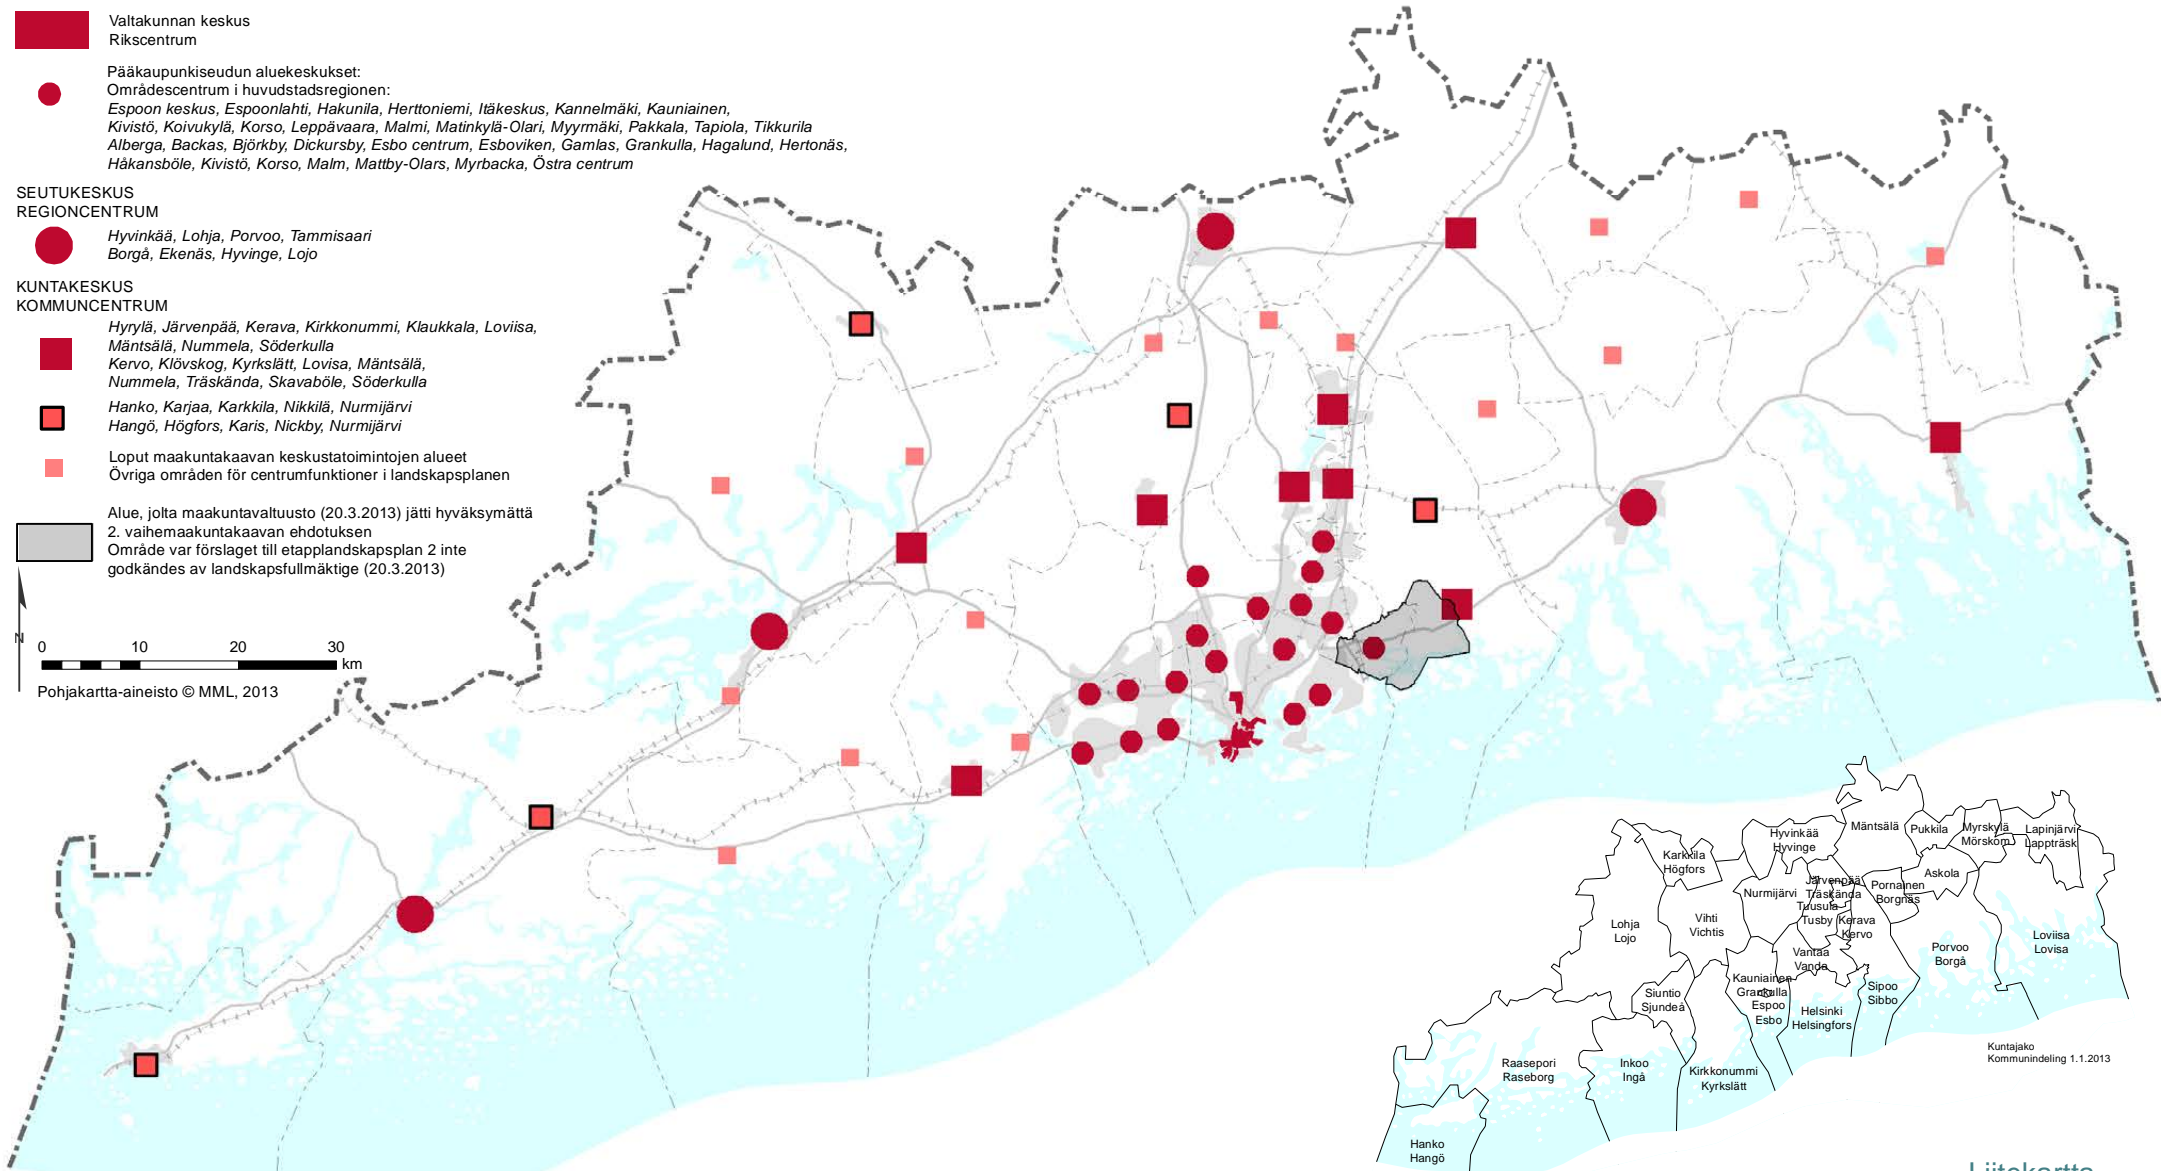 Valtakunnan keskus
Rikscentrum
Pääkaupunkiseudun aluekeskukset:
Områdescentrum i huvudstadsregionen:
Espoon keskus, Espoonlahti, Hakunila, Herttoniemi, Itäkeskus, Kannelmäki, Kauniainen,
Kivistö, Koivukylä, Korso, Leppävaara, Malmi, Matinkylä-Olari, Myyrmäki, Pakkala, Tapiola, Tikkurila
Alberga, Backas, Björkby, Dickursby, Esbo centrum, Esboviken, Gamlas, Grankulla, Hagalund, Hertonäs,
Håkansböle, Kivistö, Korso, Malm, Mattby-Olars, Myrbacka, Östra centrum
SEUTUKESKUS
REGIONCENTRUM
Hyvinkää, Lohja, Porvoo, Tammisaari
Borgå, Ekenäs, Hyvinge, Lojo
KUNTAKESKUS
KOMMUNCENTRUM
Hyrylä, Järvenpää, Kerava, Kirkkonummi, Klaukkala, Loviisa,
Mäntsälä, Nummela, Söderkulla
Kervo, Klövskog, Kyrkslätt, Lovisa, Mäntsälä,
Nummela, Träskända, Skavaböle, Söderkulla
Hanko, Karjaa, Karkkila, Nikkilä, Nurmijärvi
Hangö, Högfors, Karis, Nickby, Nurmijärvi
Loput maakuntakaavan keskustatoimintojen alueet
Övriga områden för centrumfunktioner i landskapsplanen
Alue, jolta maakuntavaltuusto (20.3.2013) jätti hyväksymättä
2. vaihemaakuntakaavan ehdotuksen
Område var förslaget till etapplandskapsplan 2 inte
godkändes av landskapsfullmäktige (20.3.2013)
N
0 10 20 30
km
Pohjakartta-aineisto © MML, 2013
Mäntsälä
Hyvinkää
Hyvinge
Pukkila
Myrskylä
Mörskom
Lapinjärvi
Lappträsk
Karkkila
Högfors
Askola
Järvenpää
Träskända
Pornainen
Borgnäs
Nurmijärvi
Tuusula
Tusby
Kerava
Kervo
Lohja
Lojo
Vihti
Vichtis
Vantaa
Vanda
Porvoo
Borgå
Loviisa
Lovisa
Kauniainen
Grankulla
Espoo
Esbo
Sipoo
Sibbo
Siuntio
Sjundeå
Helsinki
Helsingfors
Raasepori
Raseborg
Inkoo
Ingå
Kirkkonummi
Kyrkslätt
Hanko
Hangö
Kuntajako
Kommunindeling 1.1.2013
Liitekartta